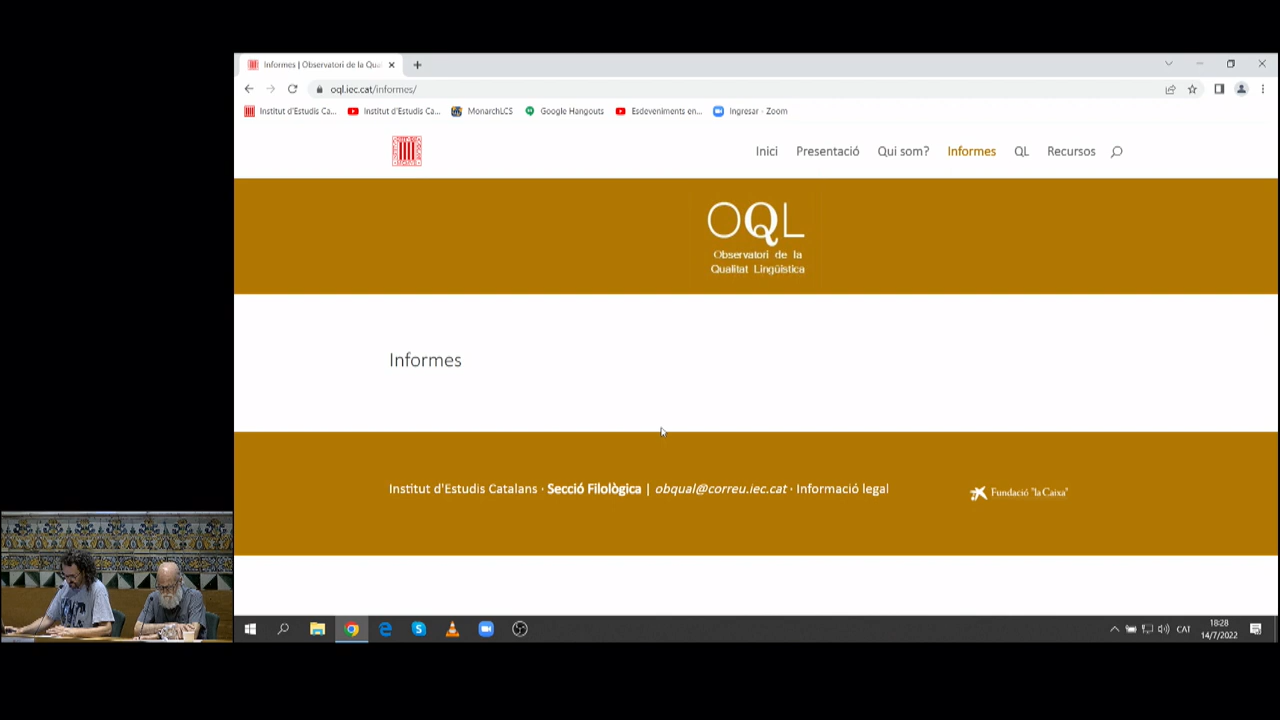 Informes | Observatori de la Qua
oql.iec.cat/informes/
Institut d'Estudis Ca...
Institut d'Estudis Ca...
MonarchLCS
Google Hangouts
Esdeveniments en...
Ingresar - Zoom
Inici
Presentació
Qui som?
Informes
QL
Recursos
OQL
Observatori de la
Qualitat Lingüística
Informes
Institut d'Estudis Catalans · Secció Filològica | obqual@correu.iec.cat · Informació legal
Fundació "la Caixa"
CAT
18:28
14/7/2022